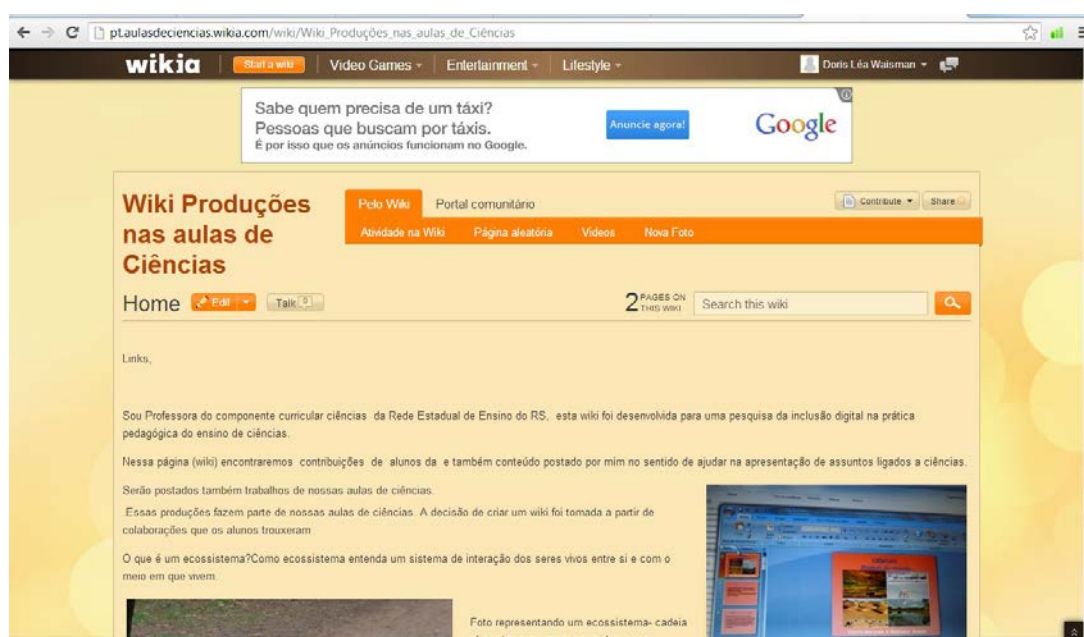 pt.aulasdeciencias.wikia.com/wiki/Wiki_Produções_nas_aulas_de_Ciências
wikia
Start a wiki
Video Games
Entertainment
Lifestyle
Doris Léa Waisman
Sabe quem precisa de um táxi?
Pessoas que buscam por táxis.
É por isso que os anúncios funcionam no Google.
Anuncie agora!
Google
Wiki Produções
nas aulas de
Ciências
Pelo Wiki
Portal comunitário
Contribute
Share
Atividade na Wiki
Página aleatória
Videos
Nova Foto
Home
Edit
Talk 0
2 PAGES ON
THIS WIKI
Search this wiki
Links,
Sou Professora do componente curricular ciências da Rede Estadual de Ensino do RS, esta wiki foi desenvolvida para uma pesquisa da inclusão digital na prática
pedagógica do ensino de ciências.
Nessa página (wiki) encontraremos contribuições de alunos da e também conteúdo postado por mim no sentido de ajudar na apresentação de assuntos ligados a ciências.
Serão postados também trabalhos de nossas aulas de ciências.
Essas produções fazem parte de nossas aulas de ciências. A decisão de criar um wiki foi tomada a partir de
colaborações que os alunos trouxeram
O que é um ecossistema?Como ecossistema entenda um sistema de interação dos seres vivos entre si e com o
meio em que vivem.
Foto representando um ecossistema- cadeia